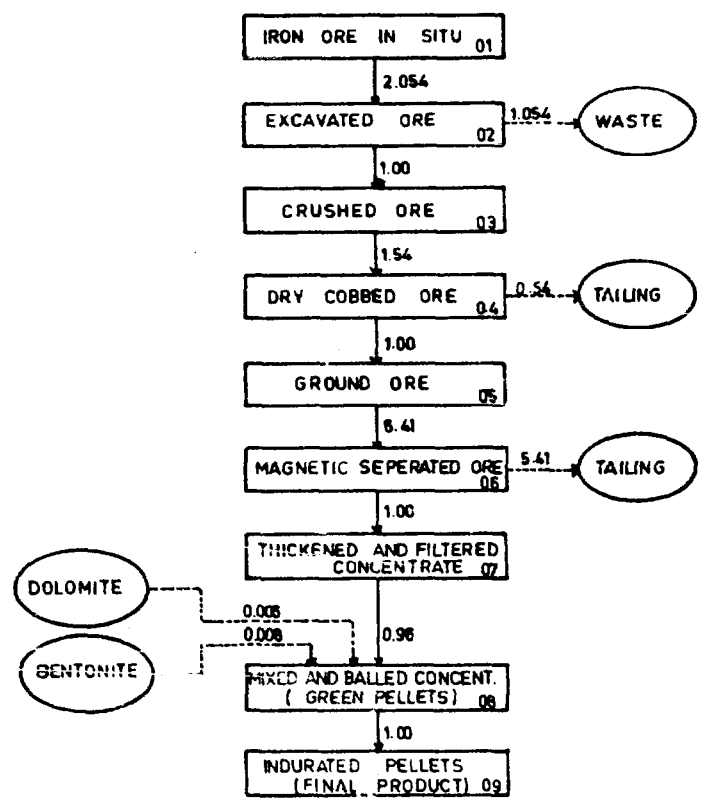 IRON ORE IN SITU 01
2.054
EXCAVATED ORE 02
1.054
WASTE
1.00
CRUSHED ORE 03
1.54
DRY COBBED ORE 04
0.54
TAILING
1.00
GROUND ORE 05
6.41
MAGNETIC SEPERATED ORE 06
5.41
TAILING
1.00
THICKENED AND FILTERED
CONCENTRATE 07
DOLOMITE
0.008
BENTONITE
0.96
MIXED AND BALLED CONCENT.
( GREEN PELLETS) 08
1.00
INDURATED PELLETS
(FINAL PRODUCT) 09